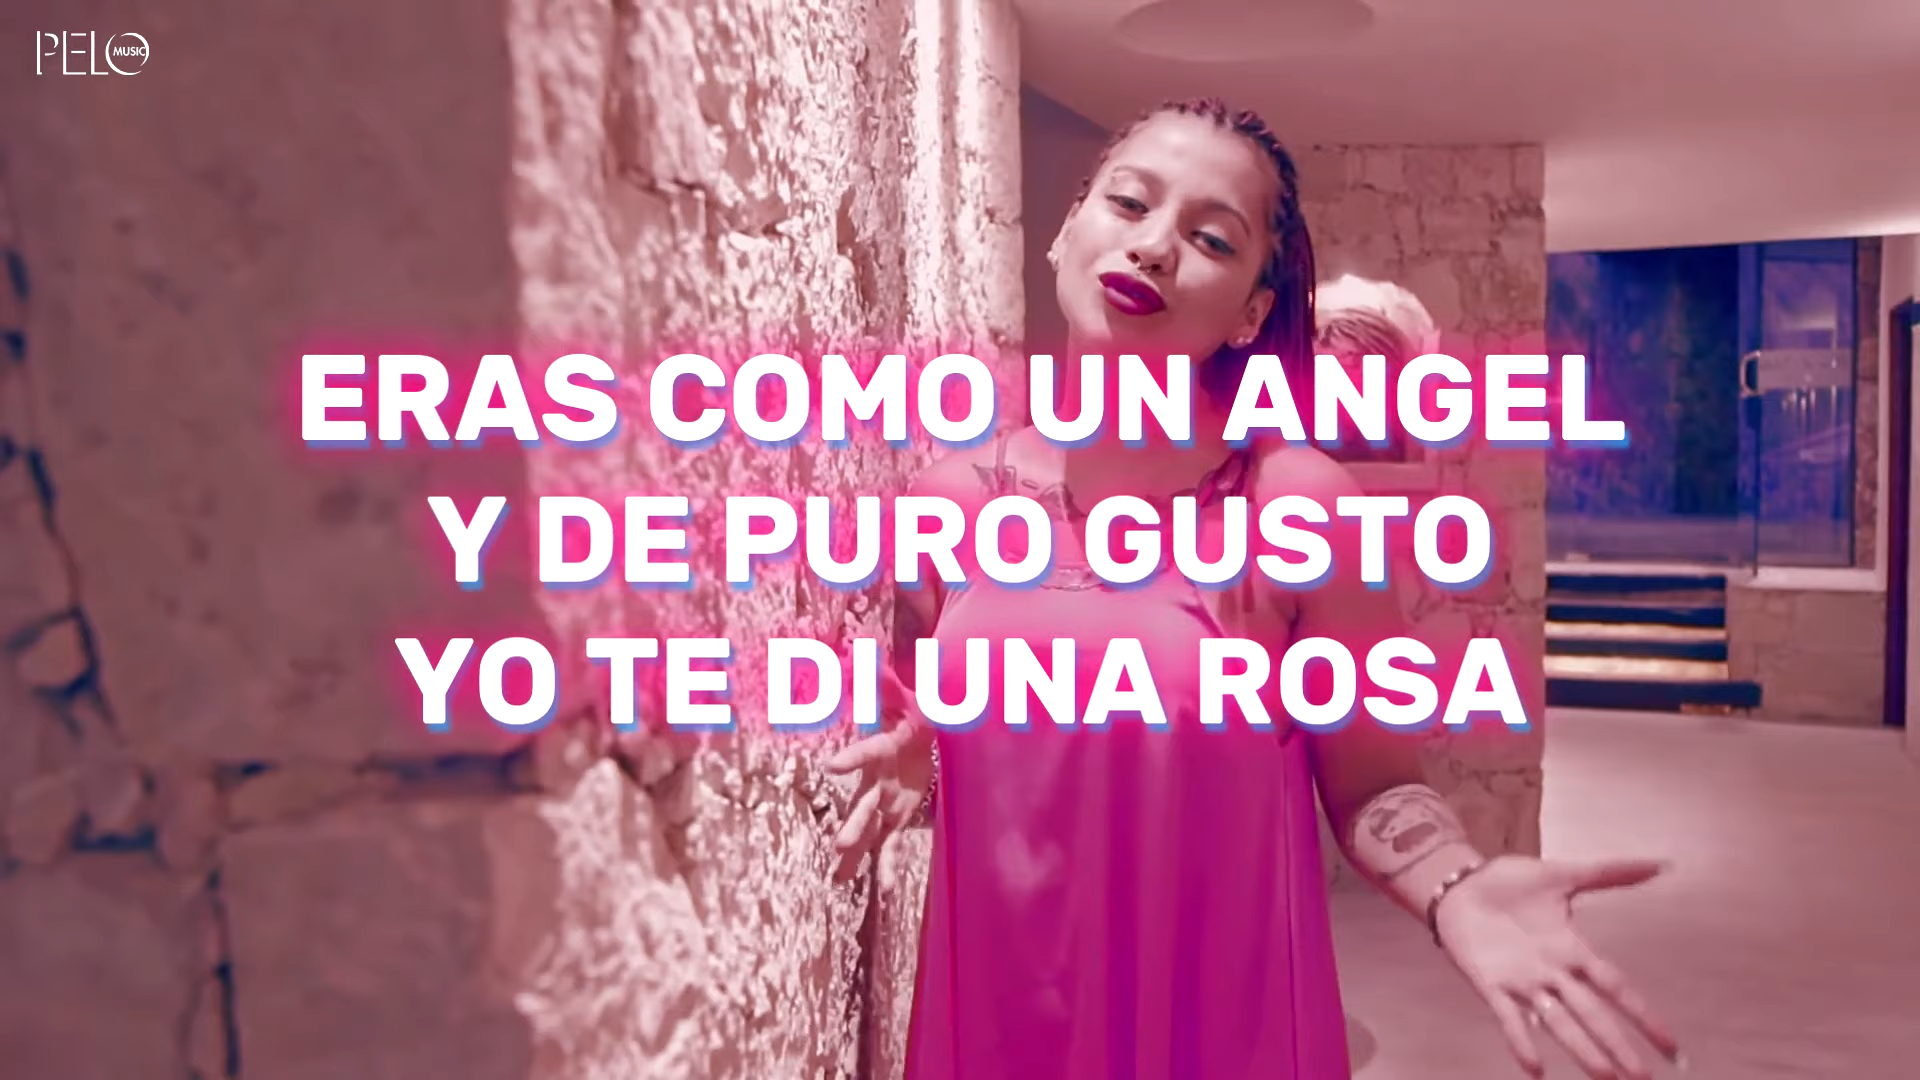 PELO MUSIC
ERAS COMO UN ANGEL
Y DE PURO GUSTO
YO TE DI UNA ROSA